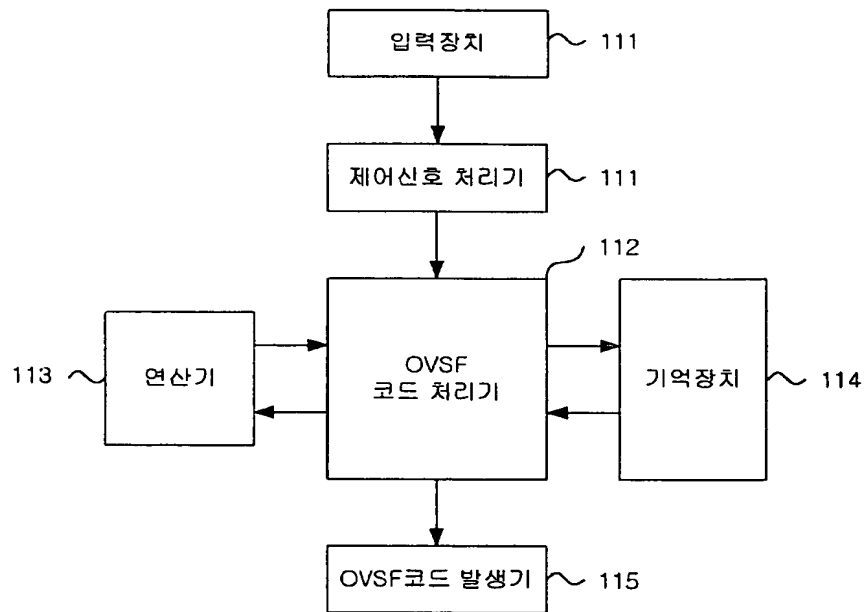 입력장치 111
제어신호 처리기 111
112
113 연산기
OVSF
코드 처리기
기억장치 114
OVSF코드 발생기 115